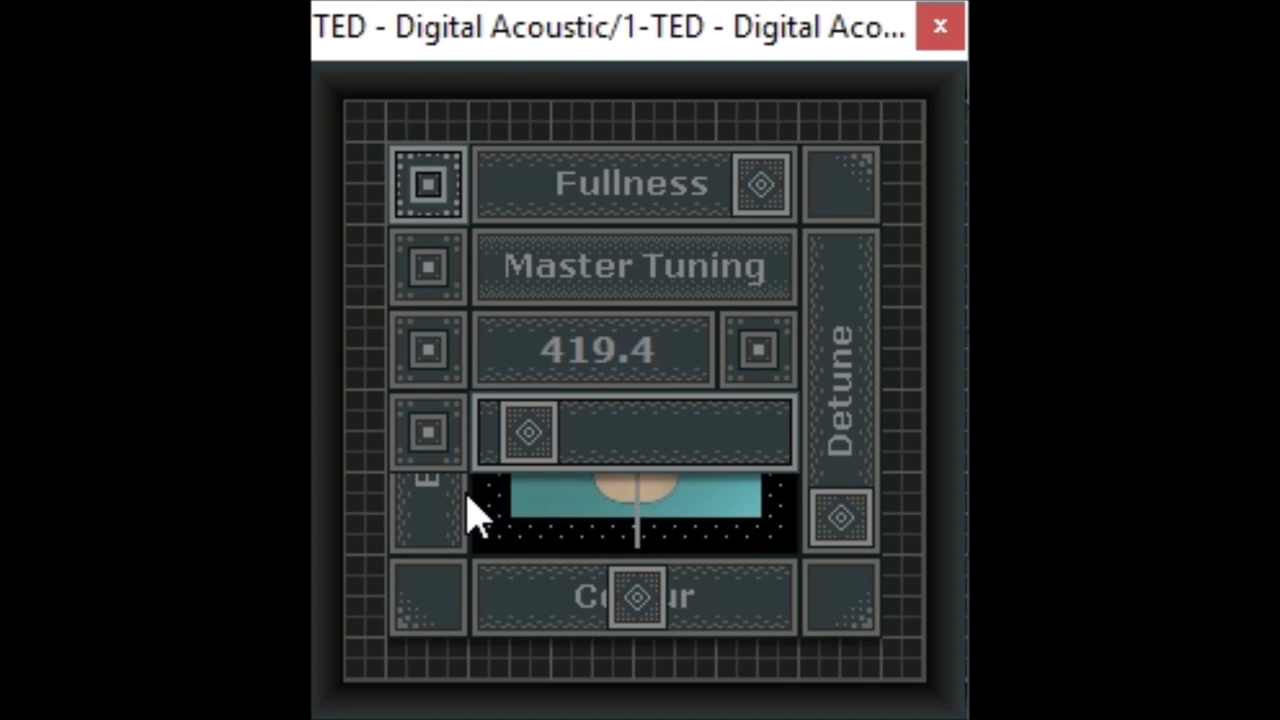 TED - Digital Acoustic/1-TED - Digital Aco...
x
Fullness
Master Tuning
419.4
Detune